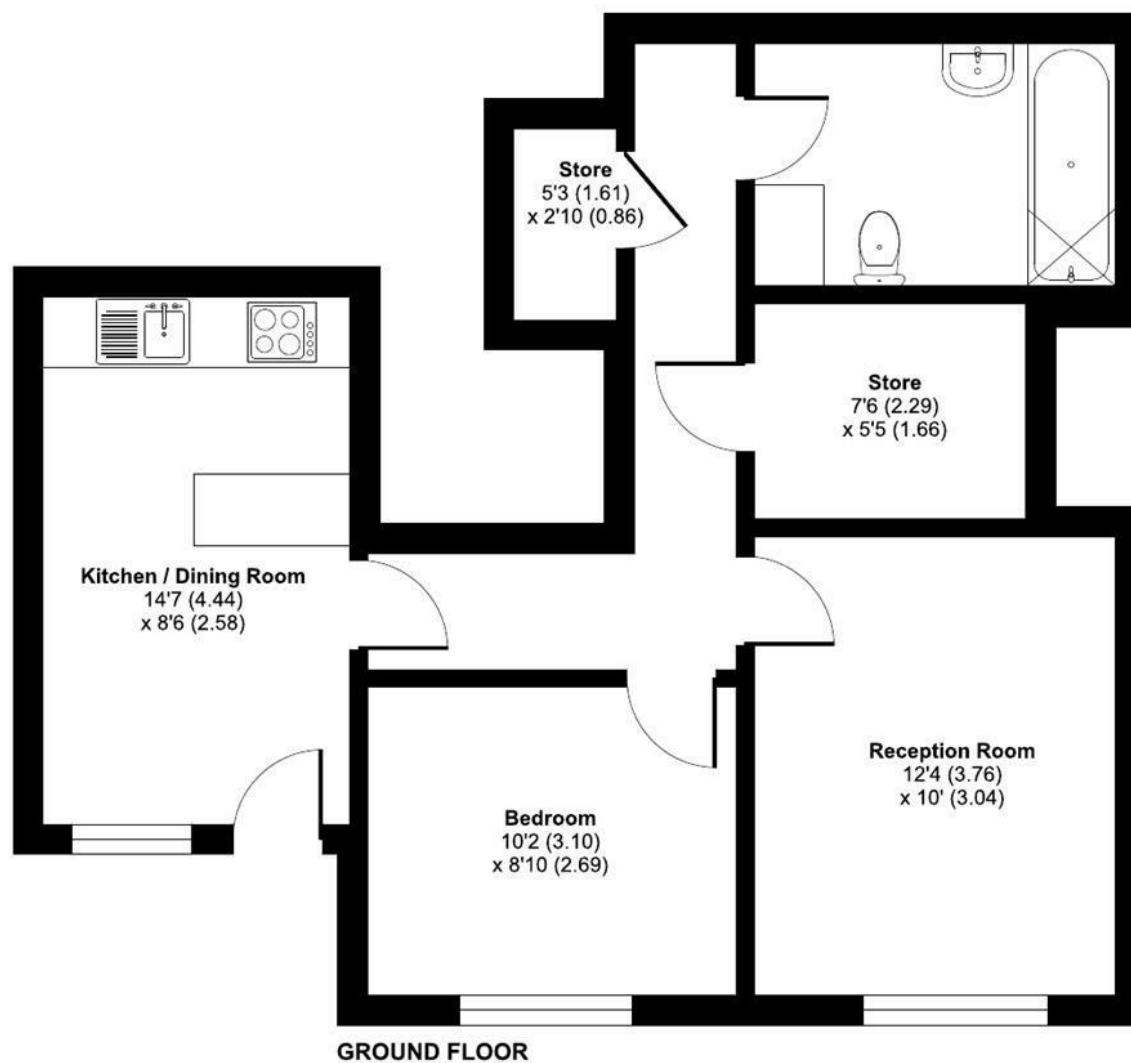 Store
5'3 (1.61)
x 2'10 (0.86)
Store
7'6 (2.29)
x 5'5 (1.66)
Kitchen / Dining Room
14'7 (4.44)
x 8'6 (2.58)
Reception Room
12'4 (3.76)
x 10' (3.04)
Bedroom
10'2 (3.10)
x 8'10 (2.69)
GROUND FLOOR